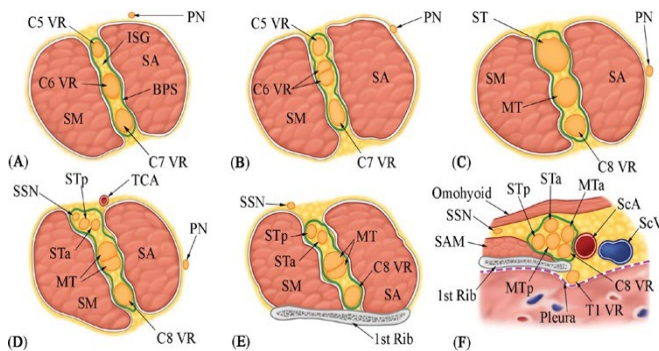 C5 VR
PN
ISG
SA
C6 VR
BPS
SM
C7 VR
(A)
C5 VR
PN
C6 VR
SA
SM
C7 VR
(B)
ST
PN
SM
SA
MT
C8 VR
(C)
SSN
STp
TCA
PN
STa
SA
MT
SM
C8 VR
(D)
SSN
STp
MT
STa
C8 VR
SM
SA
1st Rib
(E)
STa
STp
MTa
Omohyoid
ScA
SSN
ScV
SAM
C8 VR
1st Rib
MTp
T1 VR
Pleura
(F)